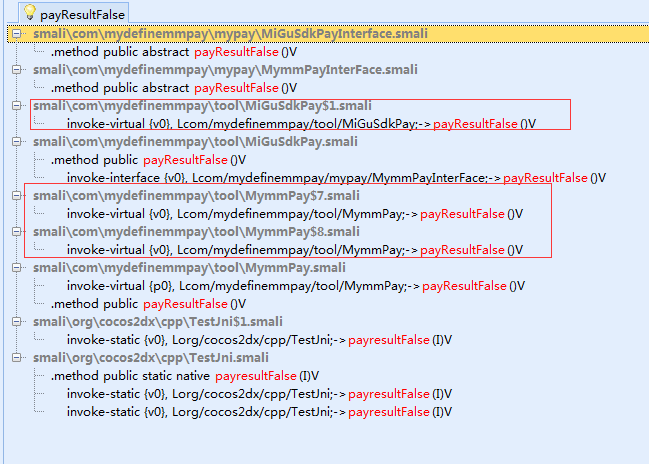 payResultFalse
smali\com\mydefinemmpay\mypay\MiGuSdkPayInterface.smali
.method public abstract payResultFalse()V
smali\com\mydefinemmpay\mypay\MymmPayInterFace.smali
.method public abstract payResultFalse()V
smali\com\mydefinemmpay\tool\MiGuSdkPay$1.smali
invoke-virtual {v0}, Lcom/mydefinemmpay/tool/MiGuSdkPay;->payResultFalse()V
smali\com\mydefinemmpay\tool\MiGuSdkPay.smali
.method public payResultFalse()V
invoke-interface {v0}, Lcom/mydefinemmpay/mypay/MymmPayInterFace;->payResultFalse()V
smali\com\mydefinemmpay\tool\MymmPay$7.smali
invoke-virtual {v0}, Lcom/mydefinemmpay/tool/MymmPay;->payResultFalse()V
smali\com\mydefinemmpay\tool\MymmPay$8.smali
invoke-virtual {v0}, Lcom/mydefinemmpay/tool/MymmPay;->payResultFalse()V
smali\com\mydefinemmpay\tool\MymmPay.smali
invoke-virtual {p0}, Lcom/mydefinemmpay/tool/MymmPay;->payResultFalse()V
.method public payResultFalse()V
smali\org\cocos2dx\cpp\TestJni$1.smali
invoke-static {v0}, Lorg/cocos2dx/cpp/TestJni;->payresultFalse(I)V
smali\org\cocos2dx\cpp\TestJni.smali
.method public static native payresultFalse(I)V
invoke-static {v0}, Lorg/cocos2dx/cpp/TestJni;->payresultFalse(I)V
invoke-static {v0}, Lorg/cocos2dx/cpp/TestJni;->payresultFalse(I)V